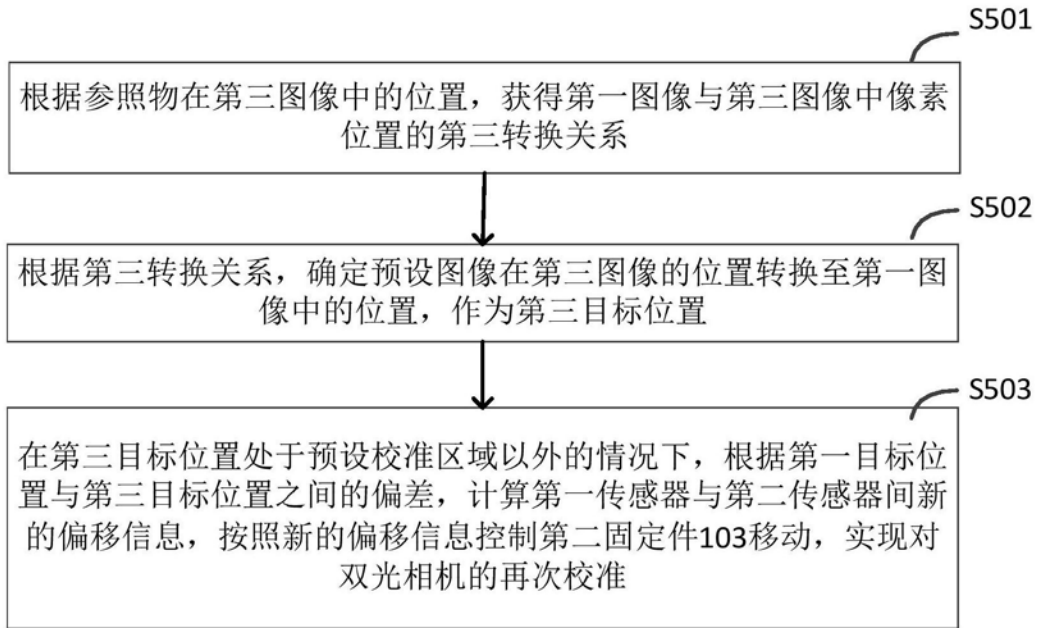 S501
根据参照物在第三图像中的位置，获得第一图像与第三图像中像素
位置的第三转换关系
S502
根据第三转换关系，确定预设图像在第三图像的位置转换至第一图
像中的位置，作为第三目标位置
S503
在第三目标位置处于预设校准区域以外的情况下，根据第一目标位
置与第三目标位置之间的偏差，计算第一传感器与第二传感器间新
的偏移信息，按照新的偏移信息控制第二固定件103移动，实现对
双光相机的再次校准